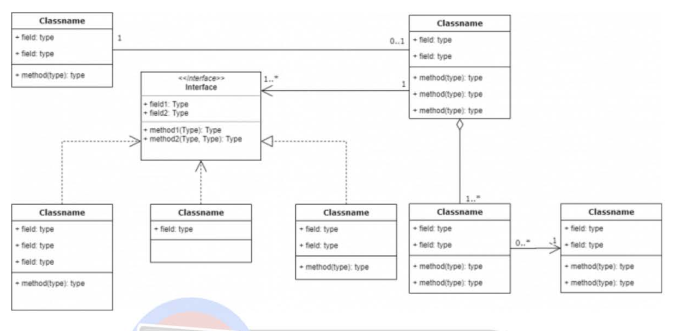 Classname
+ field: type
+ field: type
+ method(type): type
1
0..1
Classname
+ field: type
+ field: type
+ method(type): type
+ method(type): type
+ method(type): type
<<interface>>
Interface
+ field1: Type
+ field2: Type
+ method1(Type): Type
+ method2(Type, Type): Type
1..*
1
1..*
Classname
+ field: type
+ field: type
+ field: type
+ method(type): type
Classname
+ field: type
Classname
+ field: type
+ field: type
+ method(type): type
Classname
+ field: type
+ field: type
+ method(type): type
+ method(type): type
0..*
1
Classname
+ field: type
+ field: type
+ method(type): type
+ method(type): type